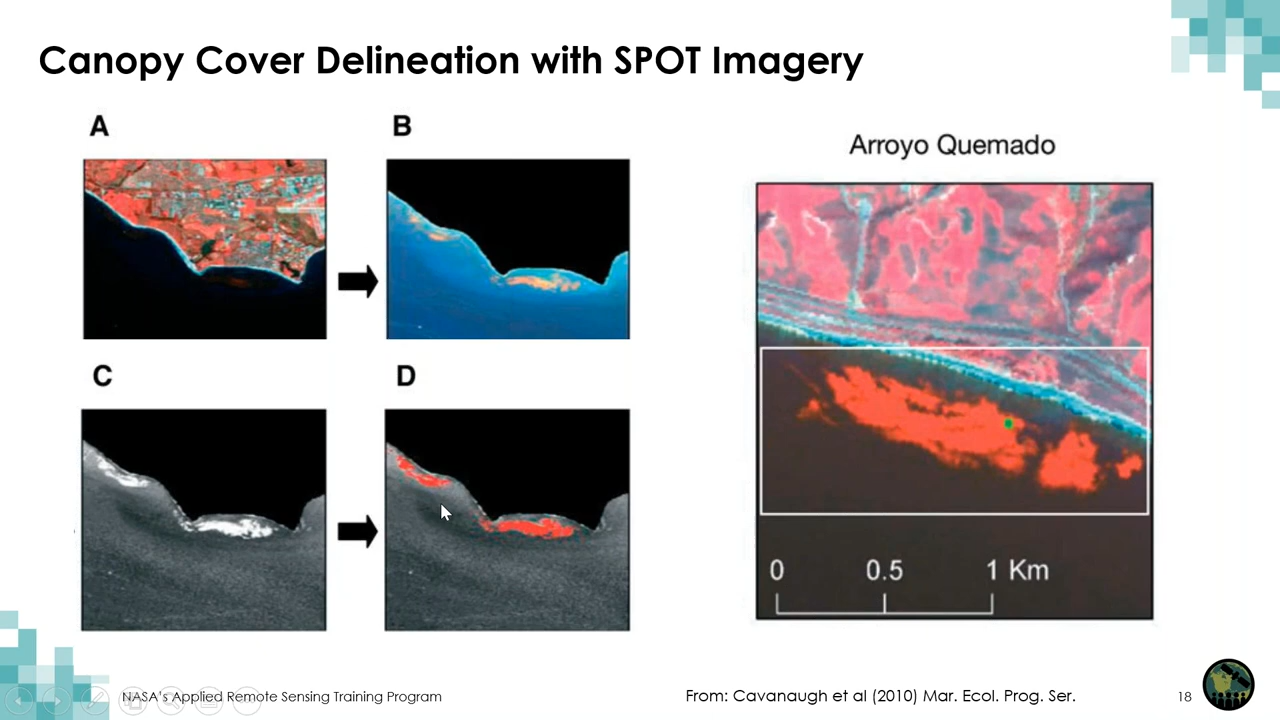 Canopy Cover Delineation with SPOT Imagery
A
B
C
D
Arroyo Quemado
0 0.5 1 Km
NASA's Applied Remote Sensing Training Program
From: Cavanaugh et al (2010) Mar. Ecol. Prog. Ser.
18